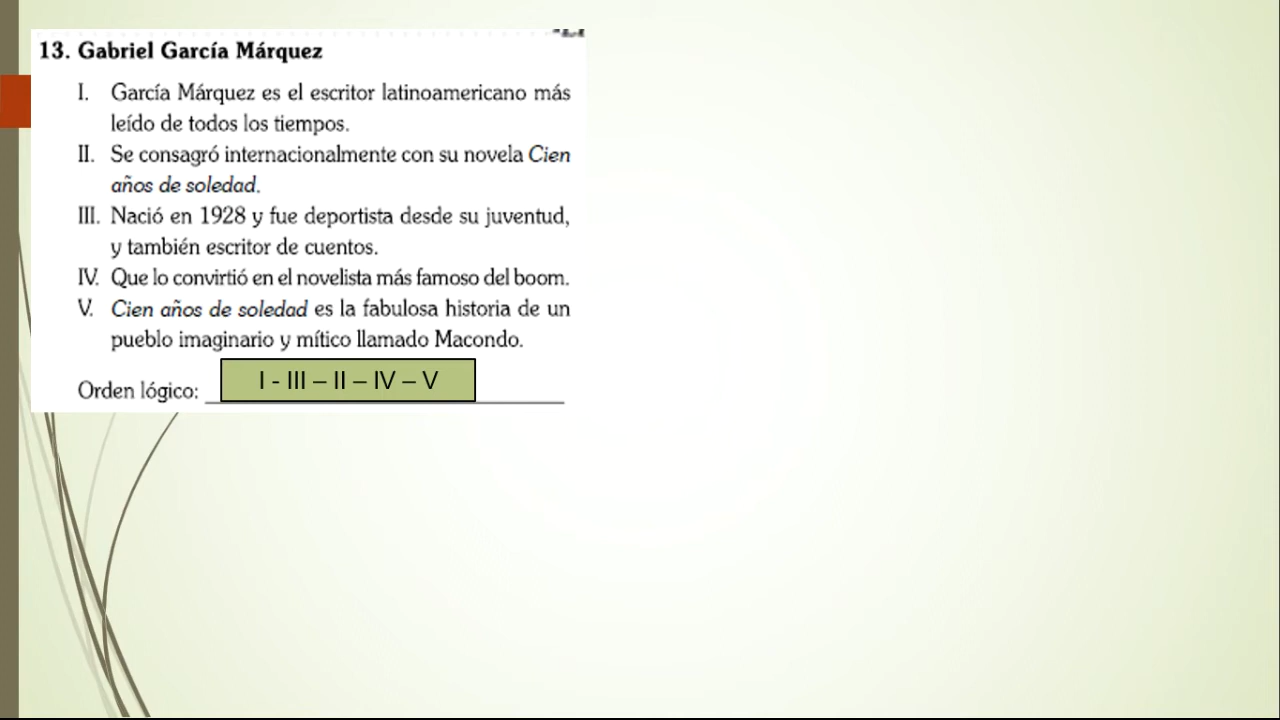 13. Gabriel García Márquez
I. García Márquez es el escritor latinoamericano más
leído de todos los tiempos.
II. Se consagró internacionalmente con su novela Cien
años de soledad.
III. Nació en 1928 y fue deportista desde su juventud,
y también escritor de cuentos.
IV. Que lo convirtió en el novelista más famoso del boom.
V. Cien años de soledad es la fabulosa historia de un
pueblo imaginario y mítico llamado Macondo.
Orden lógico: I - III – II – IV – V